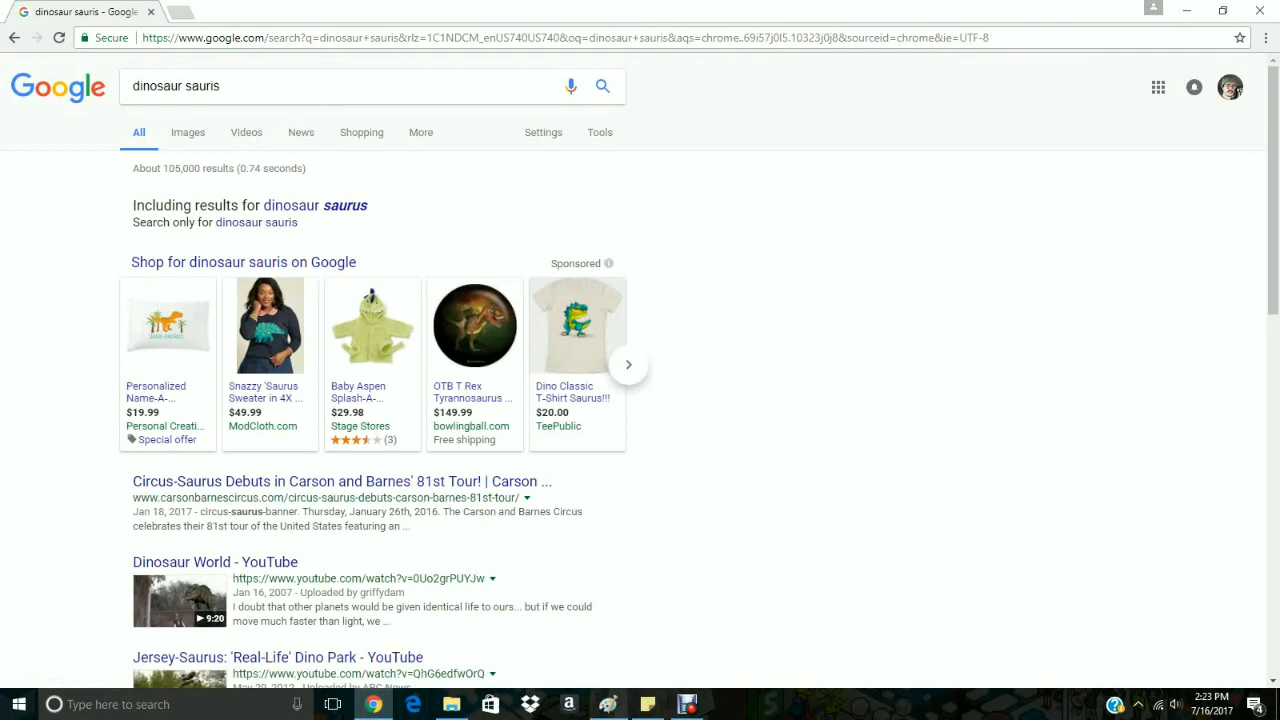 dinosaur sauris - Google
Secure
https://www.google.com/search?q=dinosaur+sauris&rlz=1C1NDCM_enUS740US740&oq=dinosaur+sauris&aqs=chrome..69i57j0l5.10323j0j8&sourceid=chrome&ie=UTF-8
Google
dinosaur sauris
All Images Videos News Shopping More Settings Tools
About 105,000 results (0.74 seconds)
Including results for dinosaur saurus
Search only for dinosaur sauris
Shop for dinosaur sauris on Google
Sponsored
Personalized
Name-A-...
$19.99
Personal Creati...
Special offer
Snazzy 'Saurus
Sweater in 4X ...
$49.99
ModCloth.com
Baby Aspen
Splash-A-...
$29.98
Stage Stores
(3)
OTB T Rex
Tyrannosaurus ...
$149.99
bowlingball.com
Free shipping
Dino Classic
T-Shirt Saurus!!!
$20.00
TeePublic
Circus-Saurus Debuts in Carson and Barnes' 81st Tour! | Carson ...
www.carsonbarnescircus.com/circus-saurus-debuts-carson-barnes-81st-tour/
Jan 18, 2017 - circus-saurus-banner. Thursday, January 26th, 2016. The Carson and Barnes Circus
celebrates their 81st tour of the United States featuring an ...
Dinosaur World - YouTube
https://www.youtube.com/watch?v=0Uo2grPUYJw
Jan 16, 2007 - Uploaded by griffydam
I doubt that other planets would be given identical life to ours... but if we could
move much faster than light, we ...
9:20
Jersey-Saurus: 'Real-Life' Dino Park - YouTube
https://www.youtube.com/watch?v=QhG6edfwOrQ
Type here to search
2:23 PM
7/16/2017
4